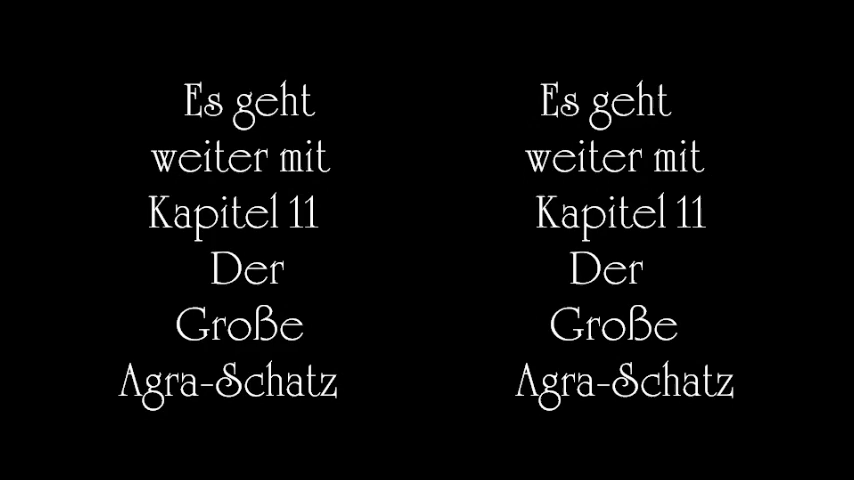 Es geht
weiter mit
Kapitel 11
Der
Große
Agra-Schatz
Es geht
weiter mit
Kapitel 11
Der
Große
Agra-Schatz